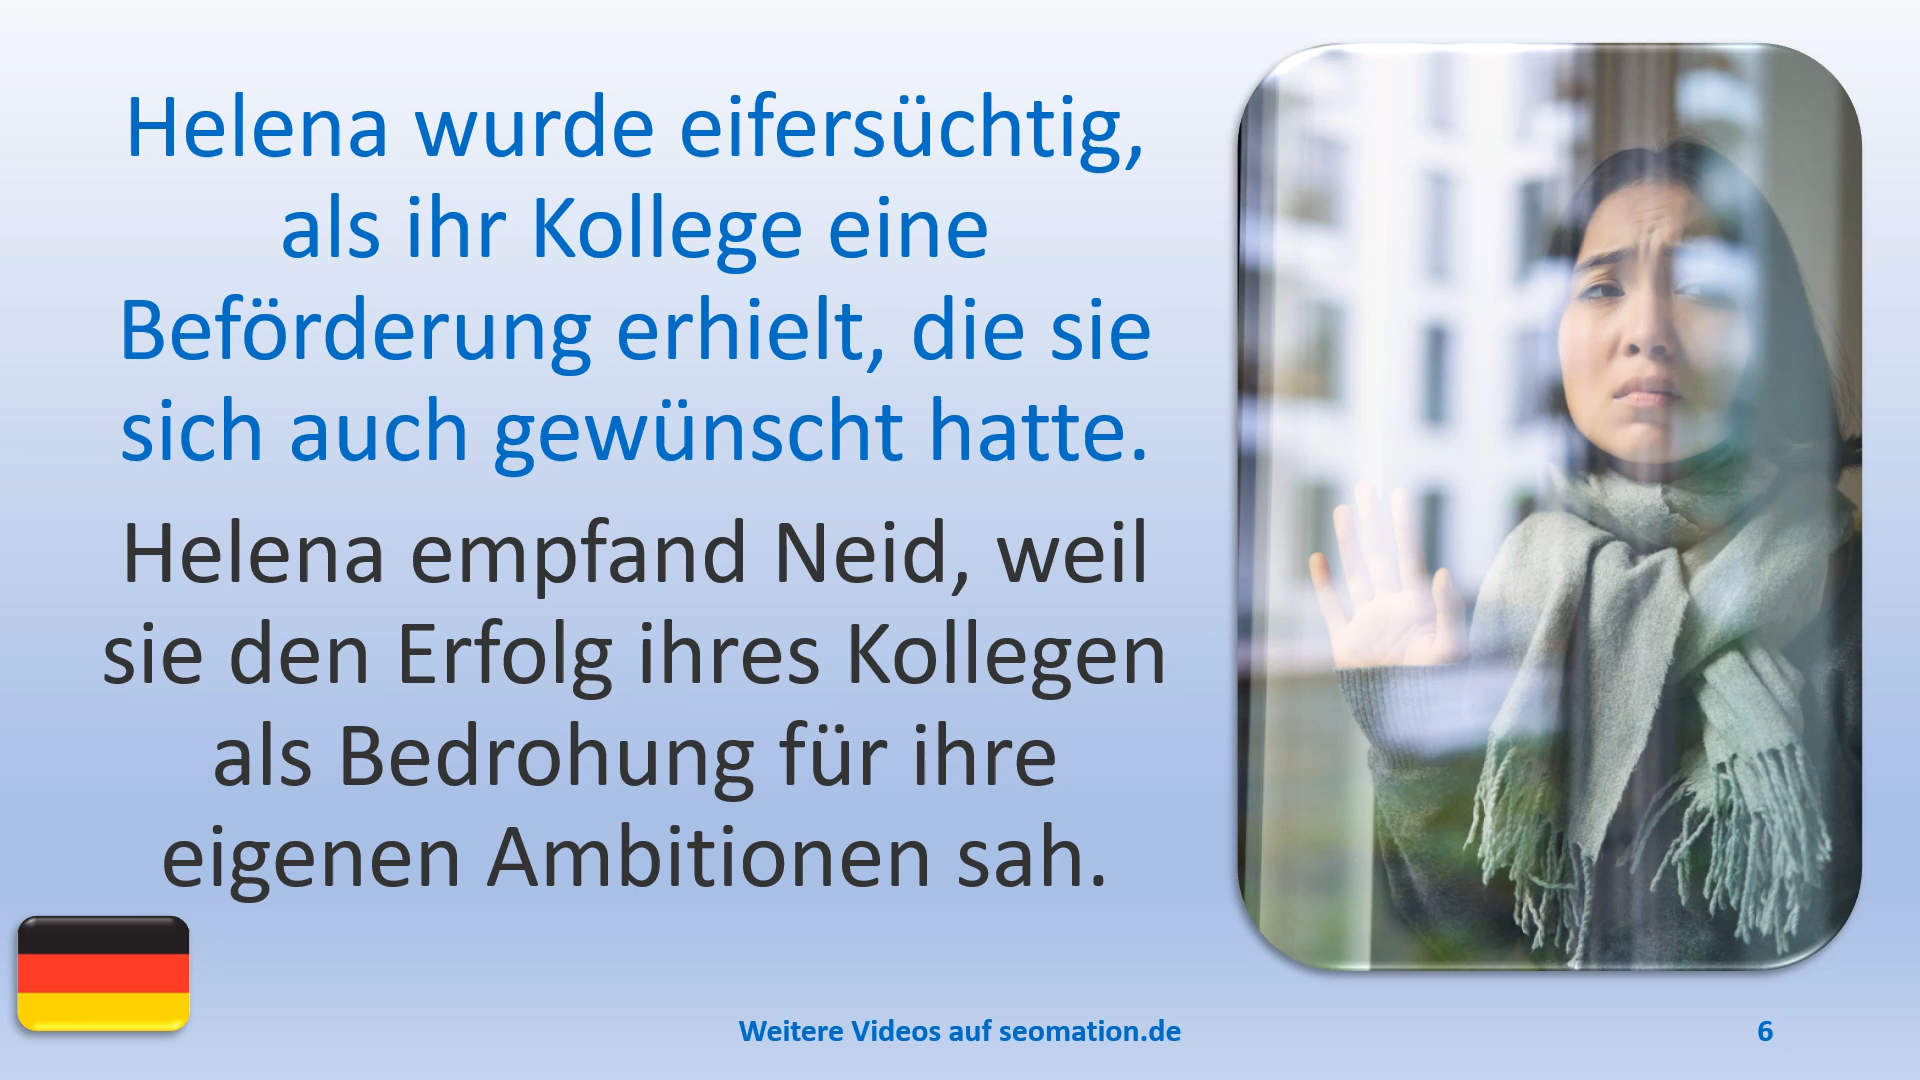 Helena wurde eifersüchtig,
als ihr Kollege eine
Beförderung erhielt, die sie
sich auch gewünscht hatte.
Helena empfand Neid, weil
sie den Erfolg ihres Kollegen
als Bedrohung für ihre
eigenen Ambitionen sah.
Weitere Videos auf seomation.de
6